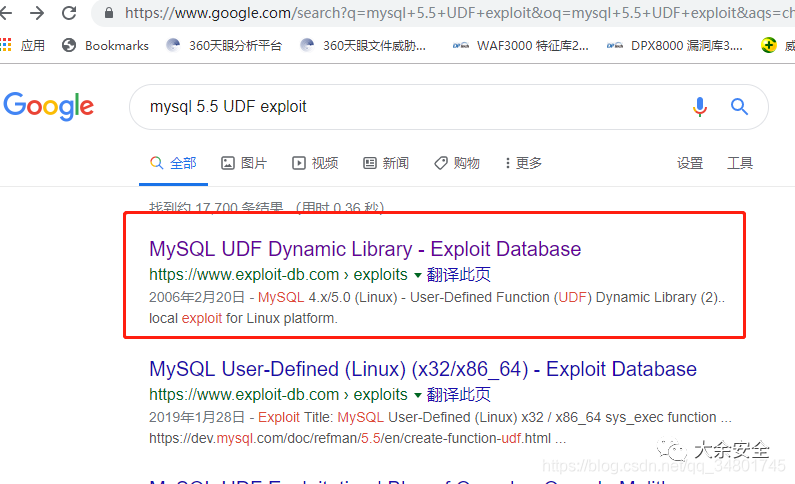 https://www.google.com/search?q=mysql+5.5+UDF+exploit&oq=mysql+5.5+UDF+exploit&aqs=ch
应用 Bookmarks 360天眼分析平台 360天眼文件威胁... WAF3000 特征库2... DPX8000 漏洞库3.... 威
Google
mysql 5.5 UDF exploit
全部 图片 视频 新闻 购物 更多 设置 工具
找到约 17,700 条结果 （用时 0.36 秒）
MySQL UDF Dynamic Library - Exploit Database
https://www.exploit-db.com › exploits ▾ 翻译此页
2006年2月20日 - MySQL 4.x/5.0 (Linux) - User-Defined Function (UDF) Dynamic Library (2)..
local exploit for Linux platform.
MySQL User-Defined (Linux) (x32/x86_64) - Exploit Database
https://www.exploit-db.com › exploits ▾ 翻译此页
2019年1月28日 - Exploit Title: MySQL User-Defined (Linux) x32 / x86_64 sys_exec function ...
https://dev.mysql.com/doc/refman/5.5/en/create-function-udf.html ...
大余安全
https://blog.csdn.net/qq_34801745